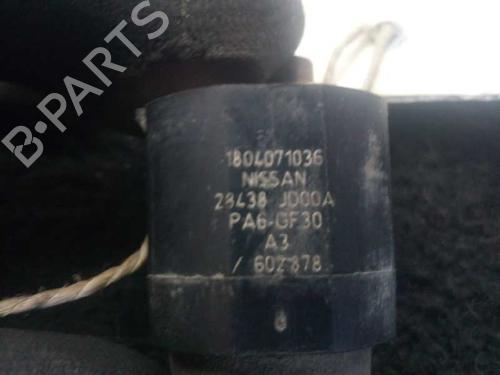 B-PARTS
1804071036
NISSAN
28438 JD00A
PA6-GF30
A3
/ 602878